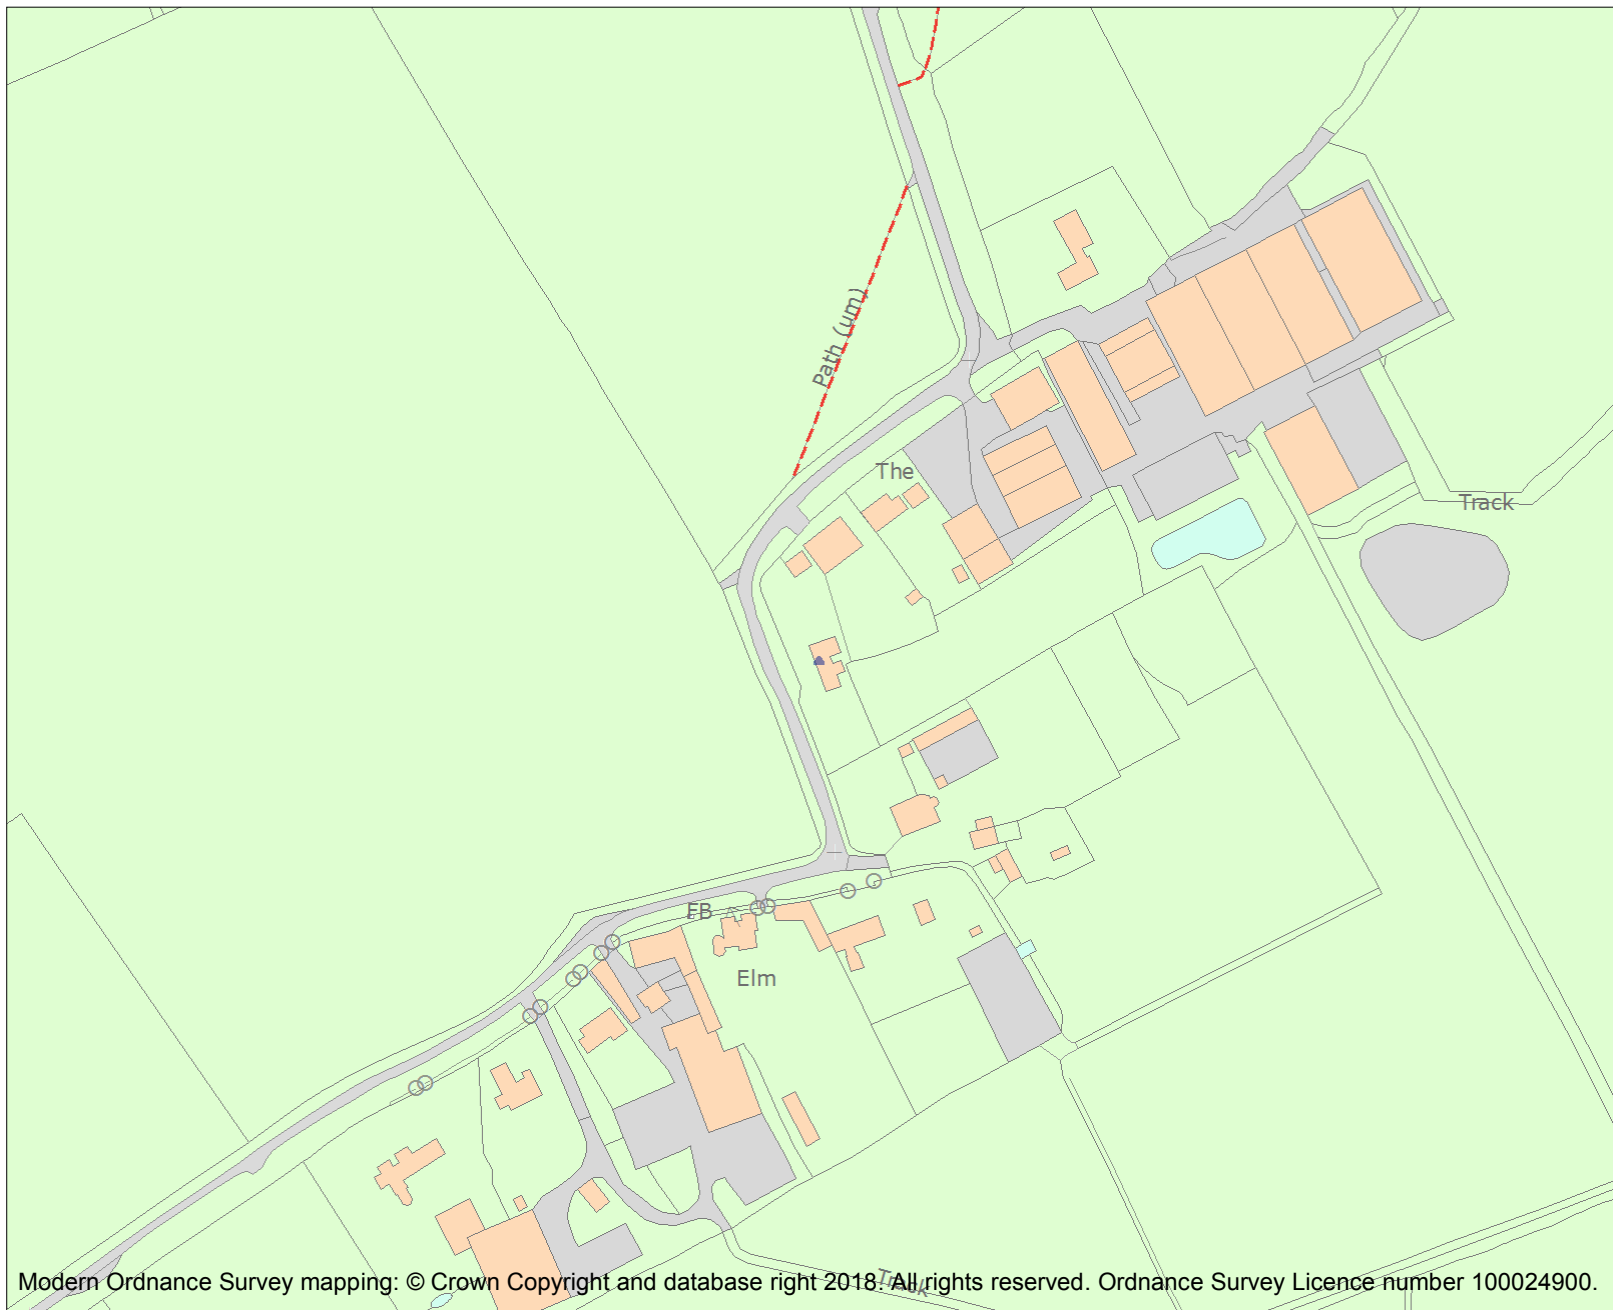 Path (um)
The
Track
FB
Elm
Track
Modern Ordnance Survey mapping: © Crown Copyright and database right 2018. All rights reserved. Ordnance Survey Licence number 100024900.